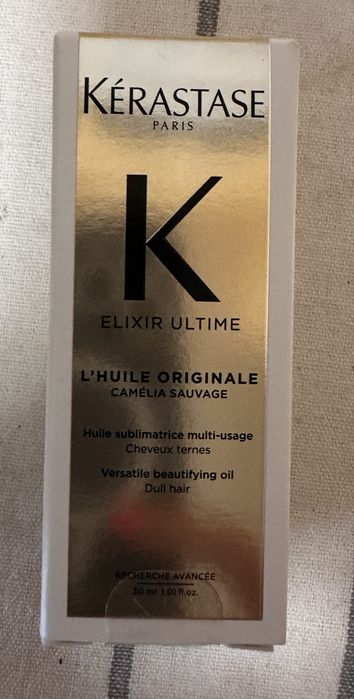 KÉRASTASE
PARIS
K
ELIXIR ULTIME
L'HUILE ORIGINALE
CAMÉLIA SAUVAGE
Huile sublimatrice multi-usage
Cheveux ternes
Versatile beautifying oil
Dull hair
RECHERCHE AVANCÉE
30 ml 1.01 fl.oz.